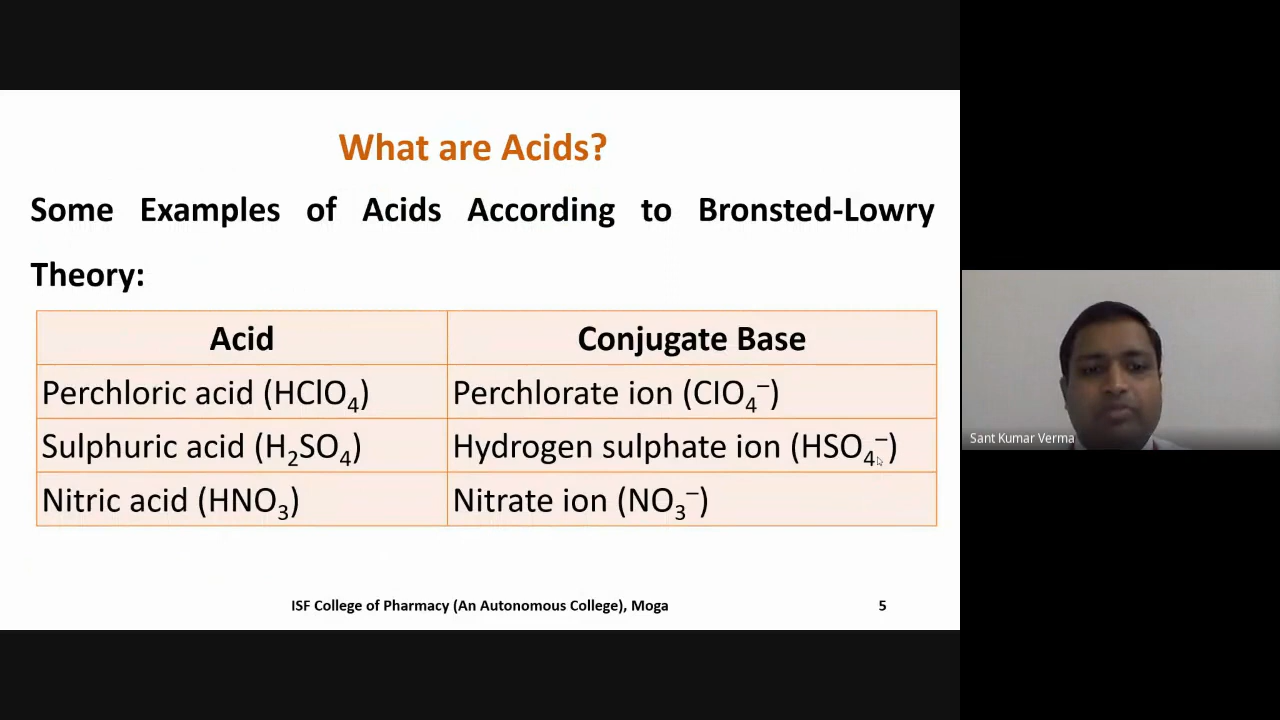 What are Acids?
Some Examples of Acids According to Bronsted-Lowry
Theory:
Acid Conjugate Base
Perchloric acid (HClO₄) Perchlorate ion (ClO₄⁻)
Sulphuric acid (H₂SO₄) Hydrogen sulphate ion (HSO₄⁻)
Nitric acid (HNO₃) Nitrate ion (NO₃⁻)
ISF College of Pharmacy (An Autonomous College), Moga 5
Sant Kumar Verma